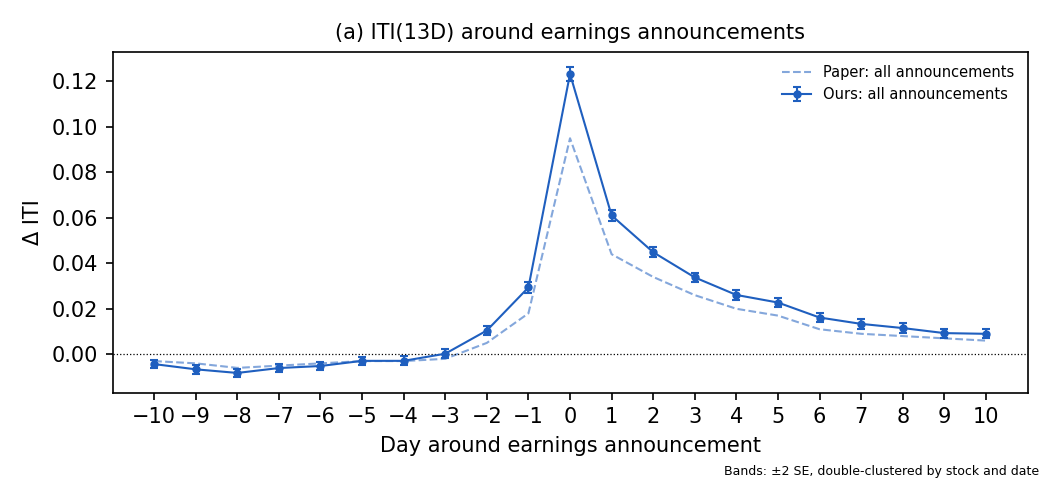 (a) ITI(13D) around earnings announcements
Paper: all announcements
Ours: all announcements
Δ ITI
0.12
0.10
0.08
0.06
0.04
0.02
0.00
−10 −9 −8 −7 −6 −5 −4 −3 −2 −1 0 1 2 3 4 5 6 7 8 9 10
Day around earnings announcement
Bands: ±2 SE, double-clustered by stock and date